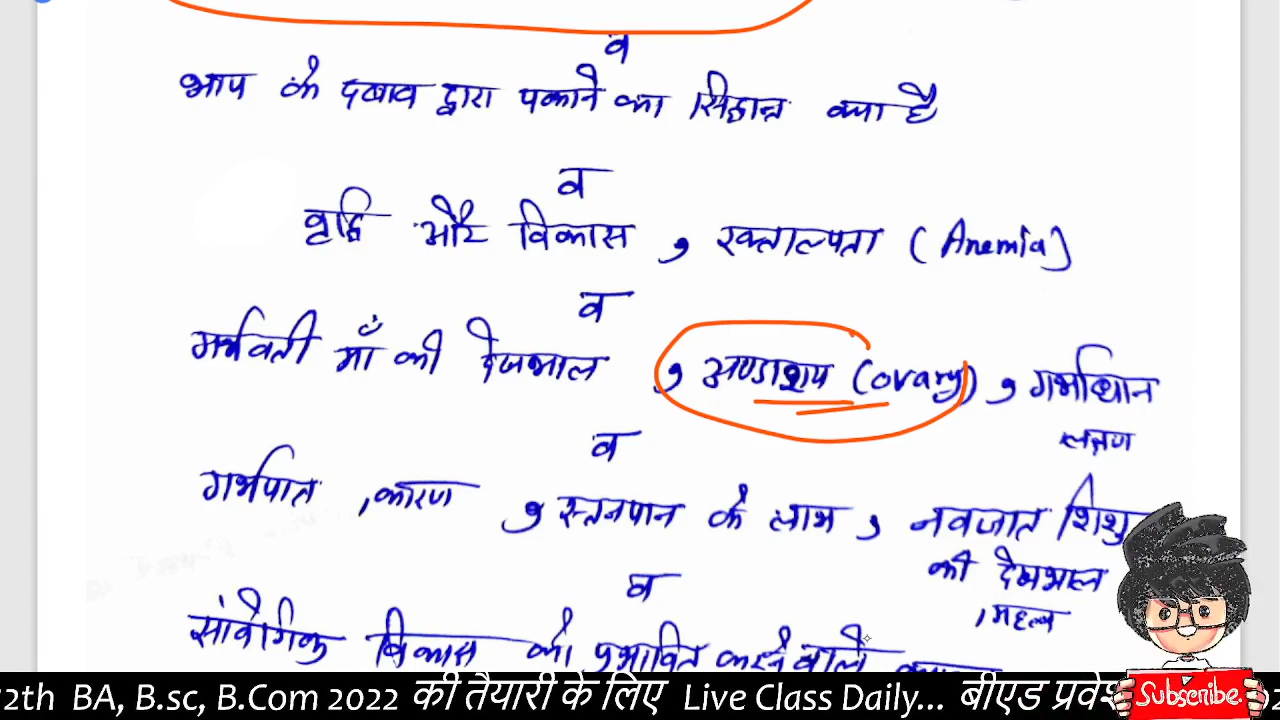 व
भाप के दबाव द्वारा पकाने का सिद्धान्त क्या है
व
वृद्धि और विकास , रक्ताल्पता (Anemia)
व
गर्भवती माँ की देखभाल , अण्डाशय (ovary) , गर्भाधान
लक्षण
व
गर्भपात , कारण , स्तनपान के लाभ , नवजात शिशु
की देखभाल
, महत्व
व
सांवेगिक विकास को प्रभावित करने वाले
2th BA, B.sc, B.Com 2022 की तैयारी के लिए Live Class Daily... बीएड प्रवे
Subscribe